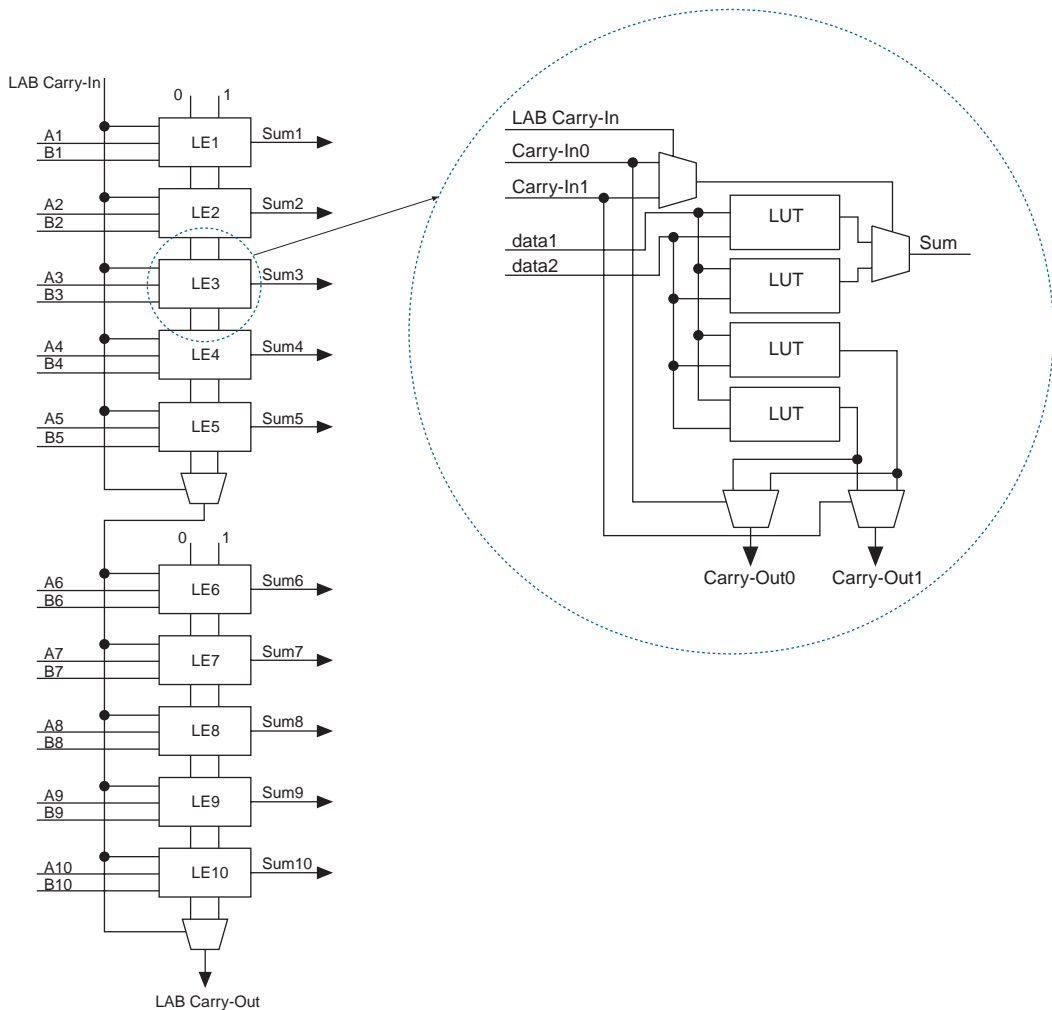 LAB Carry-In
0 1
A1
B1
LE1
Sum1
A2
B2
LE2
Sum2
A3
B3
LE3
Sum3
A4
B4
LE4
Sum4
A5
B5
LE5
Sum5
0 1
A6
B6
LE6
Sum6
A7
B7
LE7
Sum7
A8
B8
LE8
Sum8
A9
B9
LE9
Sum9
A10
B10
LE10
Sum10
LAB Carry-Out
LAB Carry-In
Carry-In0
Carry-In1
data1
data2
LUT
LUT
LUT
LUT
Sum
Carry-Out0
Carry-Out1